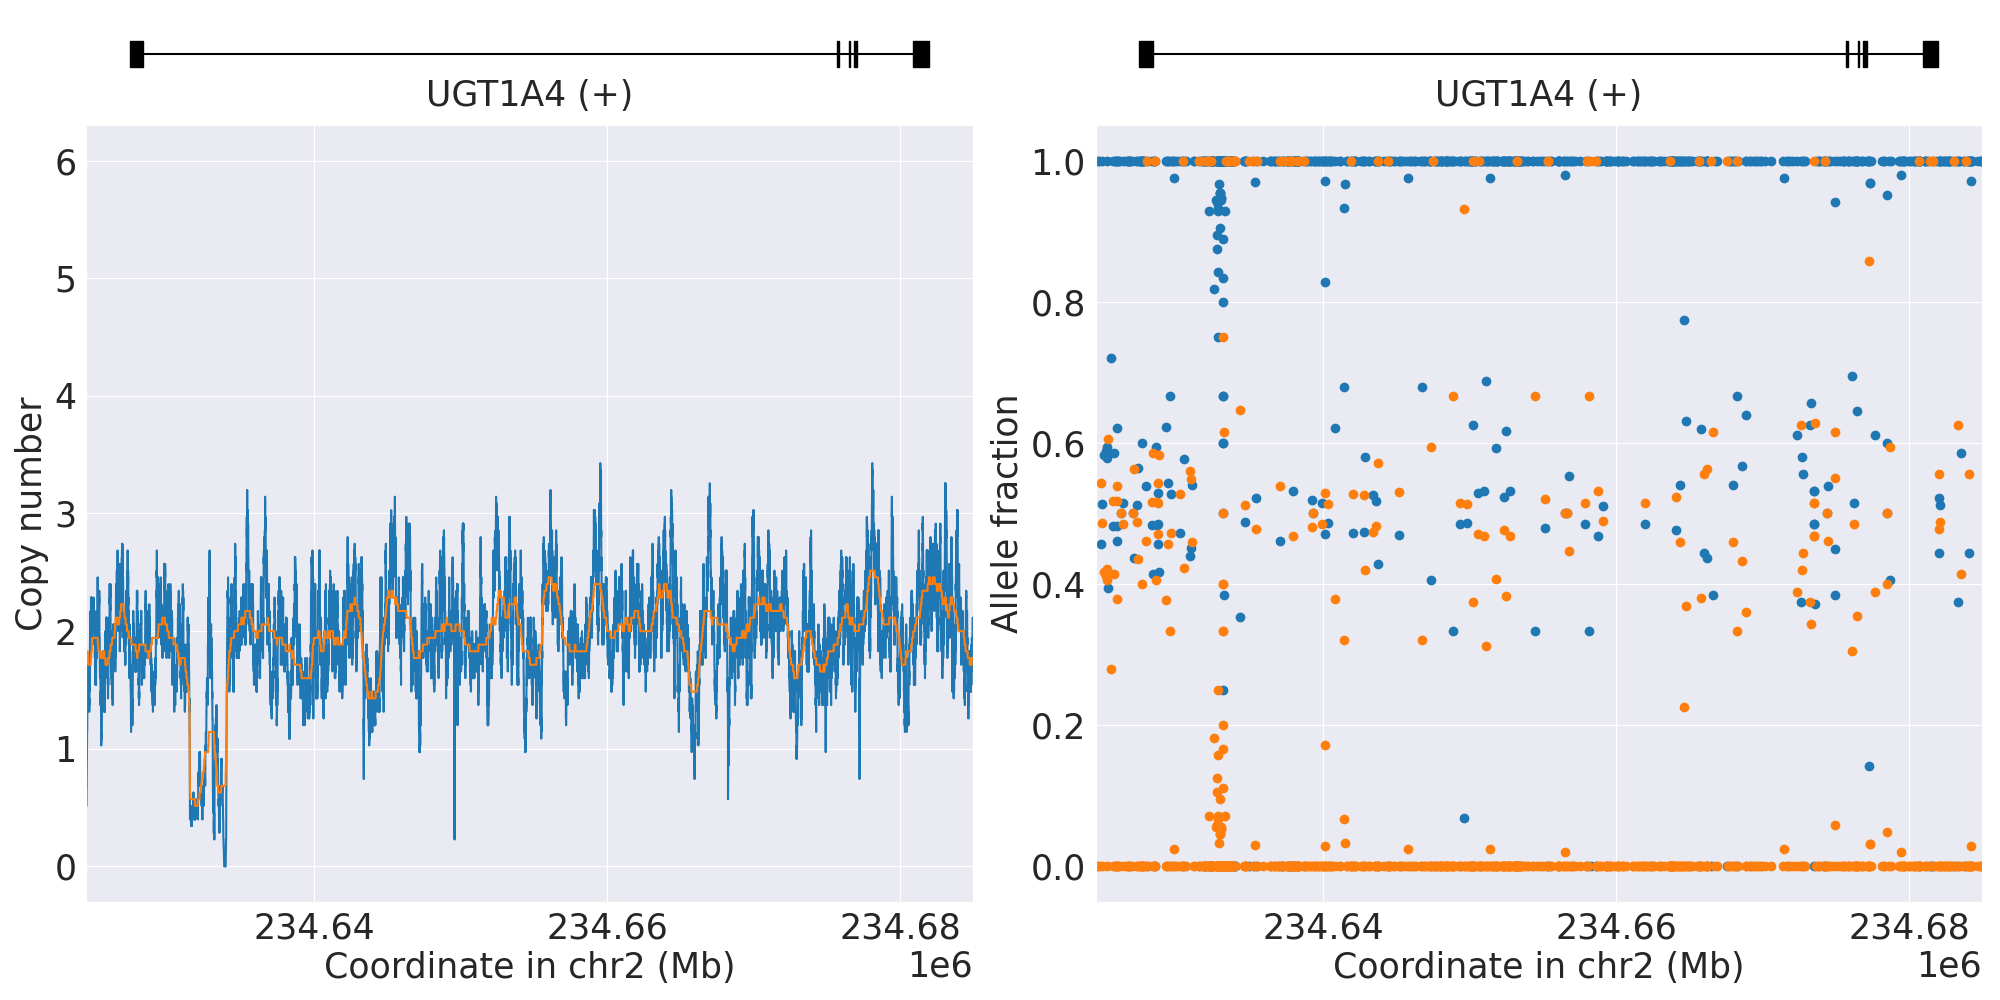 UGT1A4 (+)
6
5
4
3
2
1
0
Copy number
234.64
234.66
234.68
Coordinate in chr2 (Mb)
1e6
UGT1A4 (+)
1.0
0.8
0.6
0.4
0.2
0.0
Allele fraction
234.64
234.66
234.68
Coordinate in chr2 (Mb)
1e6